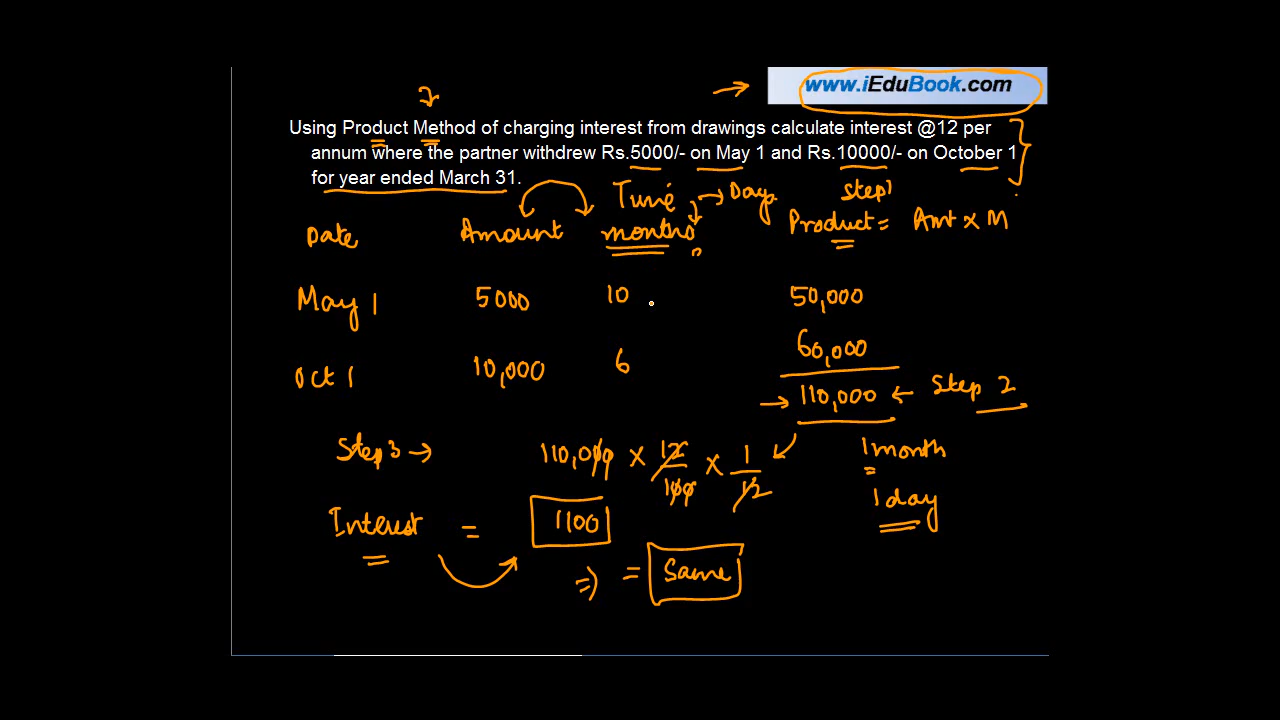 www.iEduBook.com
Using Product Method of charging interest from drawings calculate interest @12 per
annum where the partner withdrew Rs.5000/- on May 1 and Rs.10000/- on October 1
for year ended March 31.
Time → Days Step 1
Date Amount months Product = Amt × M
May 1 5000 10 50,000
60,000
Oct 1 10,000 6
→ 110,000 ← Step 2
Step 3 → 110,000 × 12/100 × 1/12 1 month
1 day
Interest = 1100
⇒ = Same